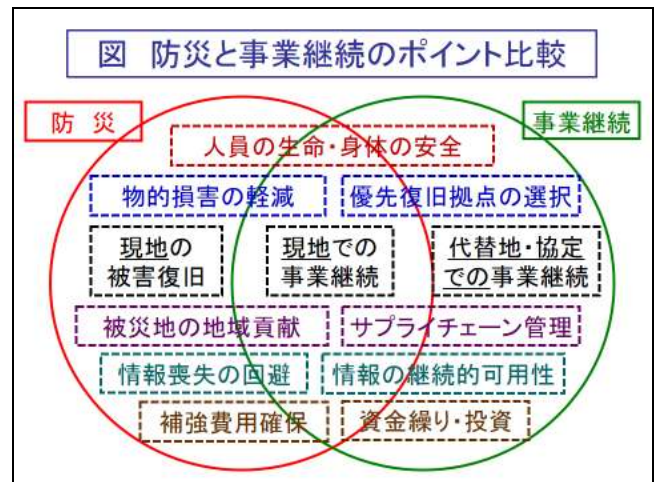 図 防災と事業継続のポイント比較
防 災
事業継続
人員の生命・身体の安全
物的損害の軽減
優先復旧拠点の選択
現地の
被害復旧
現地での
事業継続
代替地・協定
での事業継続
被災地の地域貢献
サプライチェーン管理
情報喪失の回避
情報の継続的可用性
補強費用確保
資金繰り・投資